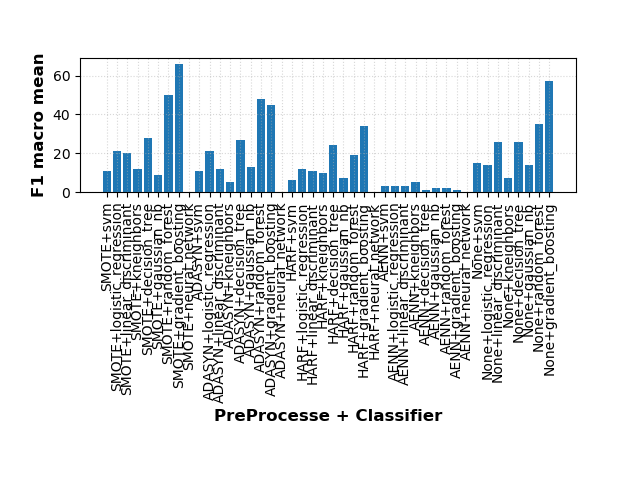 F1 macro mean
60
40
20
0
SMOTE+svm
SMOTE+logistic_regression
SMOTE+linear_discriminant
SMOTE+kneighbors
SMOTE+decision_tree
SMOTE+gaussian_nb
SMOTE+random_forest
SMOTE+gradient_boosting
SMOTE+neural_network
ADASYN+svm
ADASYN+logistic_regression
ADASYN+linear_discriminant
ADASYN+kneighbors
ADASYN+decision_tree
ADASYN+gaussian_nb
ADASYN+random_forest
ADASYN+gradient_boosting
ADASYN+neural_network
HARF+svm
HARF+logistic_regression
HARF+linear_discriminant
HARF+kneighbors
HARF+decision_tree
HARF+gaussian_nb
HARF+random_forest
HARF+gradient_boosting
HARF+neural_network
AENN+svm
AENN+logistic_regression
AENN+linear_discriminant
AENN+kneighbors
AENN+decision_tree
AENN+gaussian_nb
AENN+random_forest
AENN+gradient_boosting
AENN+neural_network
None+svm
None+logistic_regression
None+linear_discriminant
None+kneighbors
None+decision_tree
None+gaussian_nb
None+random_forest
None+gradient_boosting
PreProcesse + Classifier